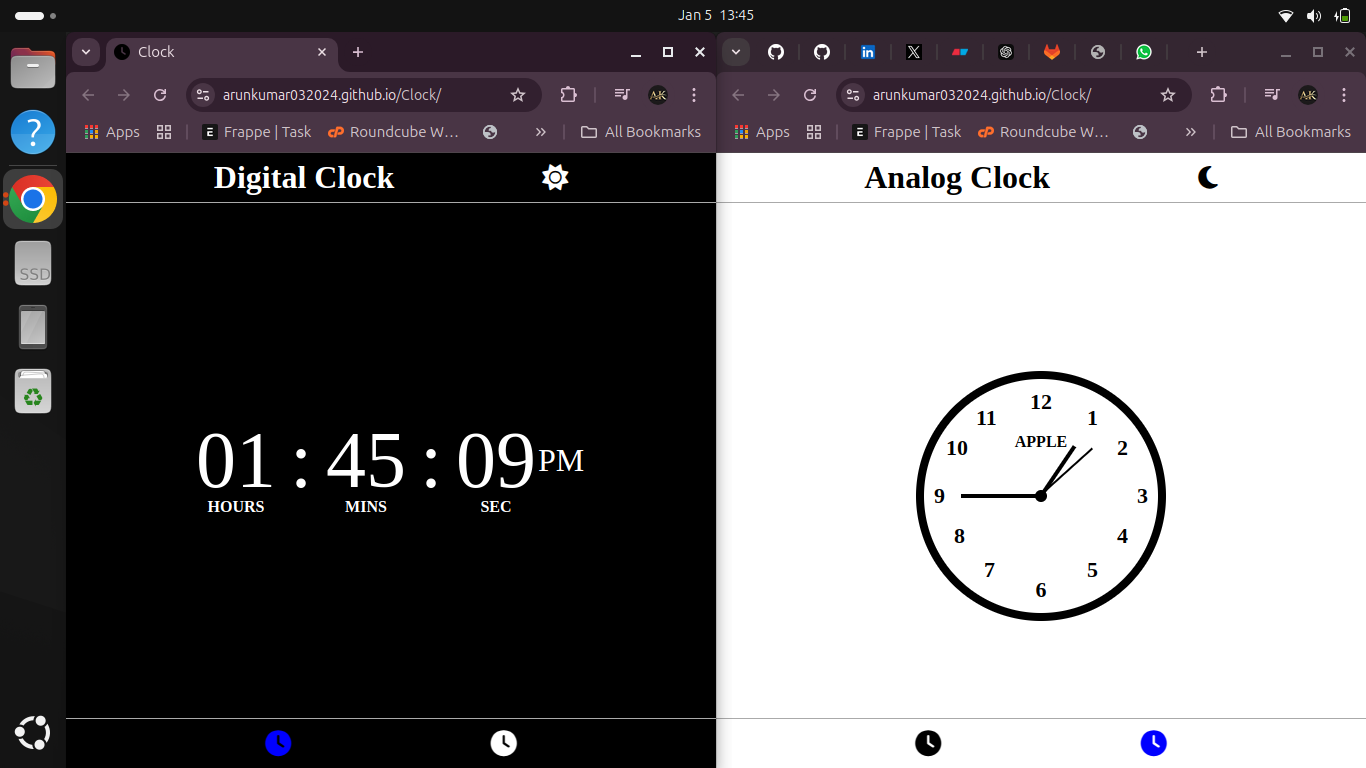 Jan 5 13:45
Clock
arunkumar032024.github.io/Clock/
AK
Apps
Frappe | Task
Roundcube W...
All Bookmarks
Digital Clock
01 : 45 : 09 PM
HOURS
MINS
SEC
arunkumar032024.github.io/Clock/
AK
Apps
Frappe | Task
Roundcube W...
All Bookmarks
Analog Clock
12
11
1
APPLE
10
2
9
3
8
4
7
5
6
?
SSD